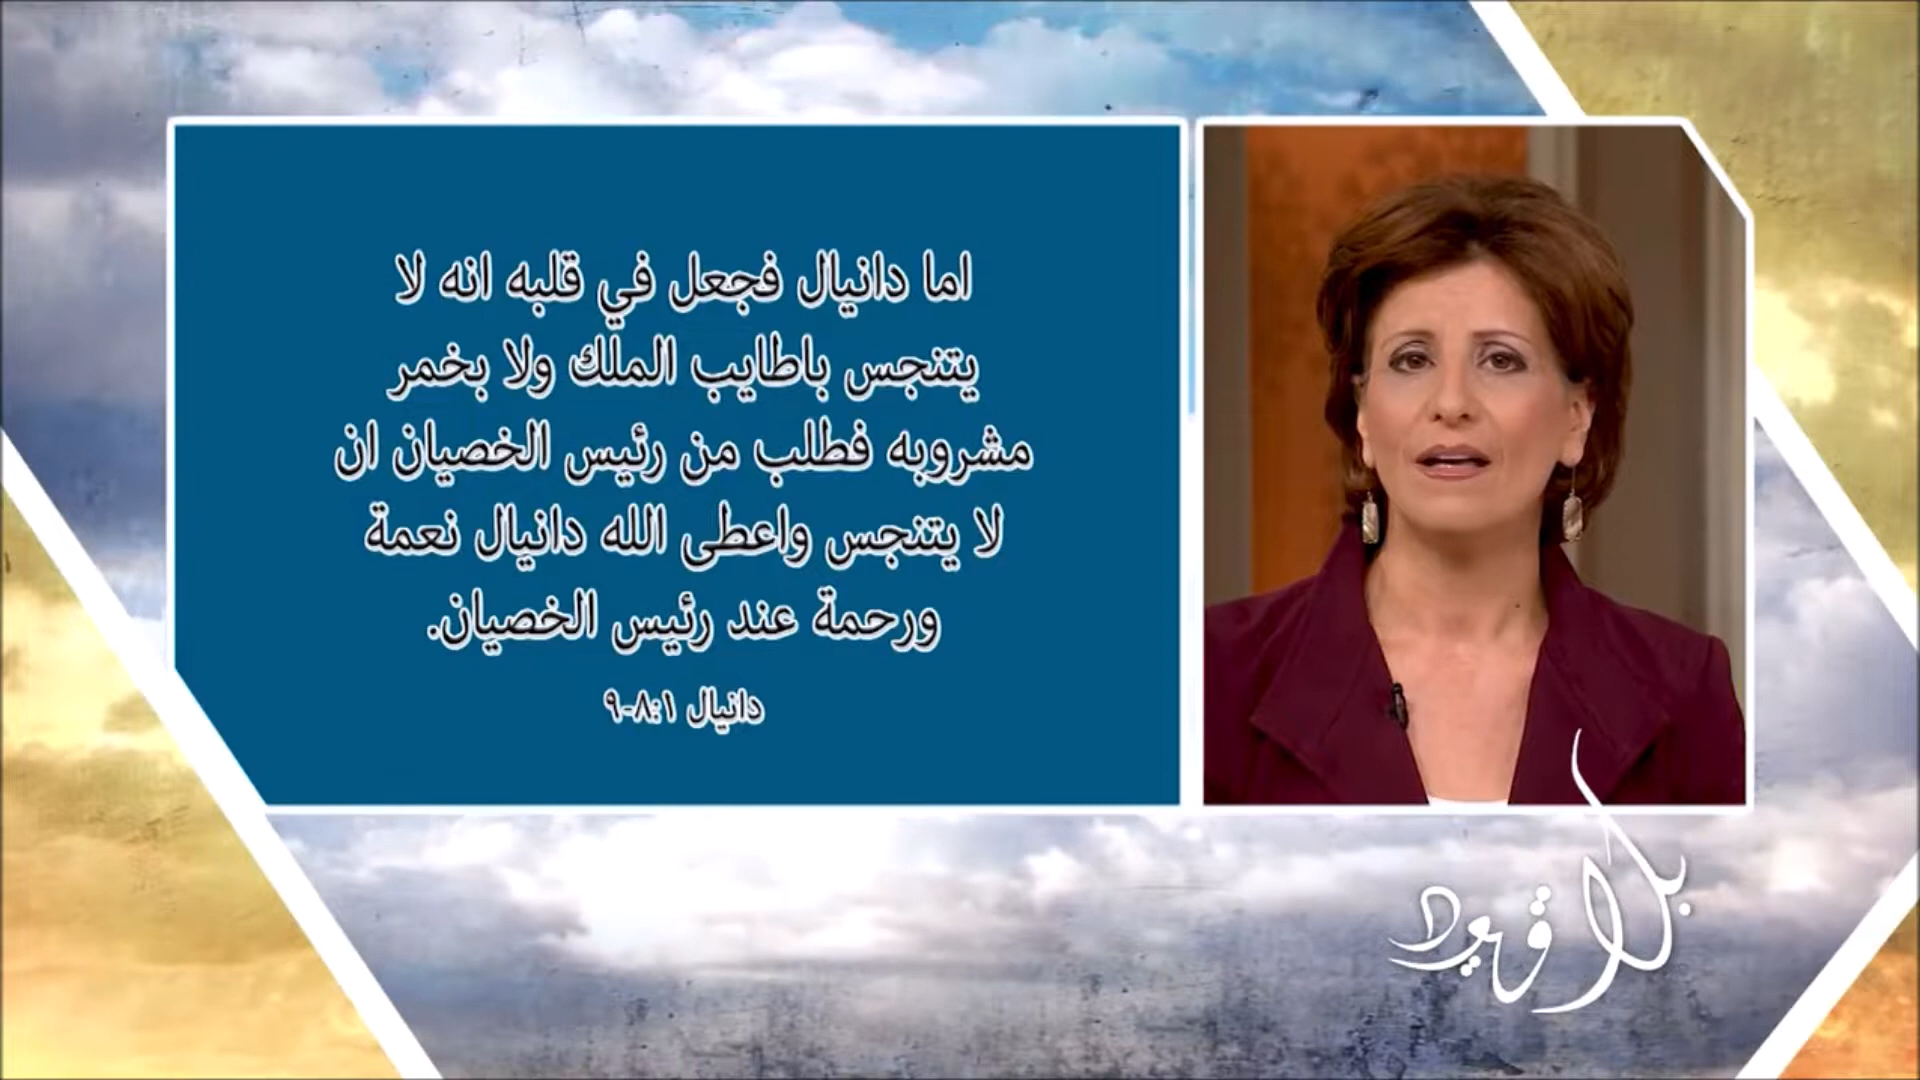 اما دانيال فجعل في قلبه انه لا
يتنجس باطايب الملك ولا بخمر
مشروبه فطلب من رئيس الخصيان ان
لا يتنجس واعطى الله دانيال نعمة
ورحمة عند رئيس الخصيان.
دانيال ١:٨-٩
بلا قيود